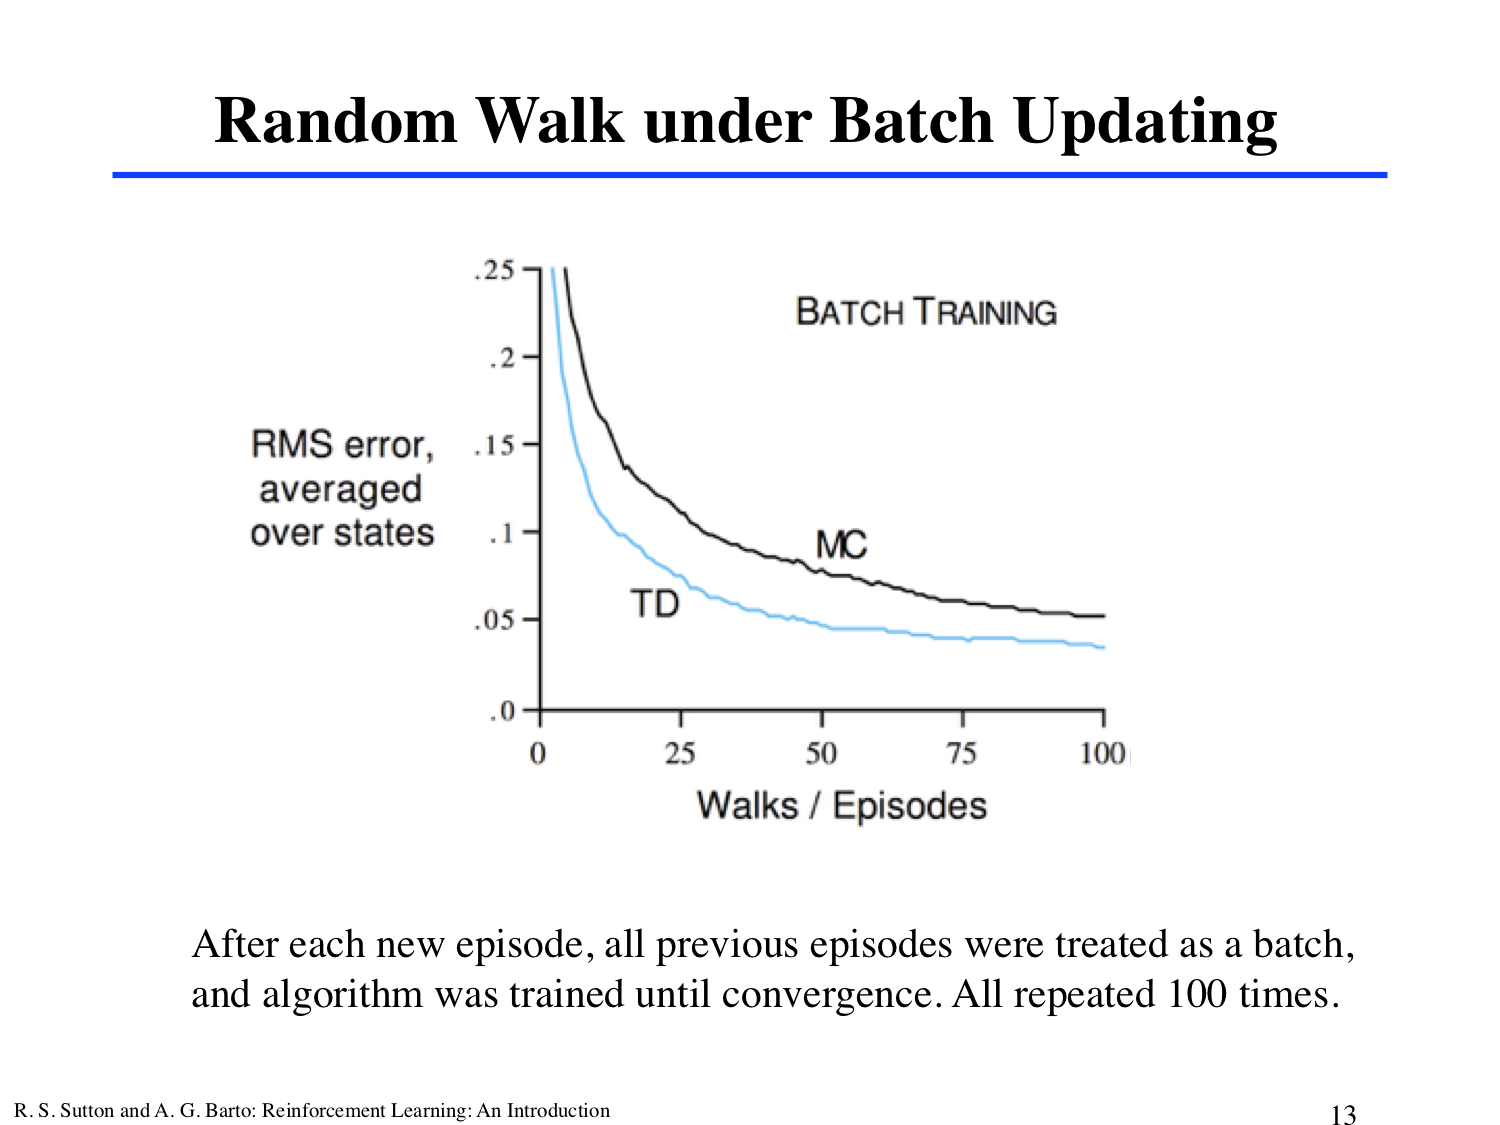 Random Walk under Batch Updating
.25
BATCH TRAINING
.2
RMS error,
averaged
over states
.15
.1
MC
TD
.05
.0
0 25 50 75 100
Walks / Episodes
After each new episode, all previous episodes were treated as a batch,
and algorithm was trained until convergence. All repeated 100 times.
R. S. Sutton and A. G. Barto: Reinforcement Learning: An Introduction
13